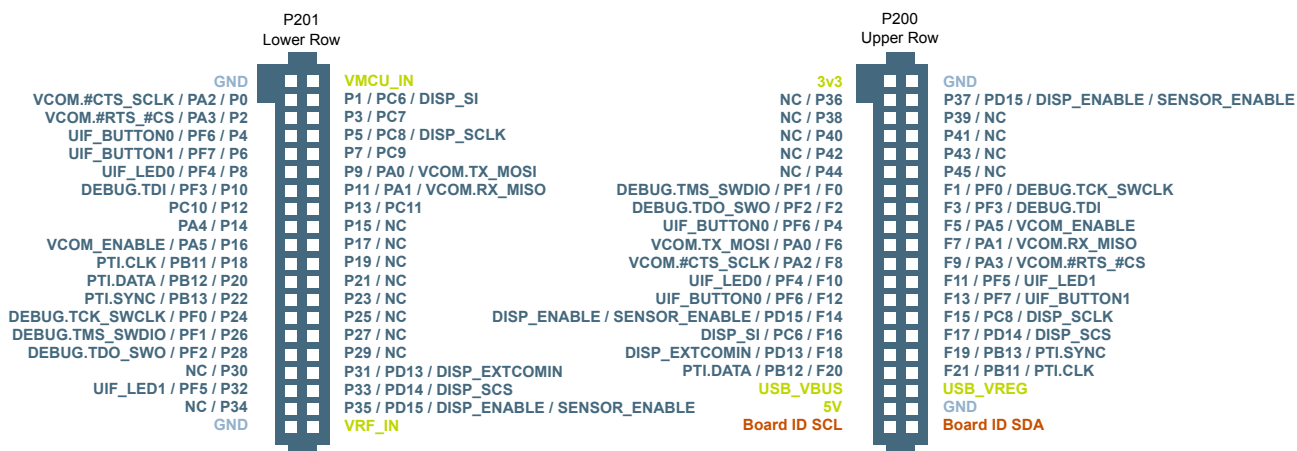 P201
Lower Row
GND
VMCU_IN
VCOM.#CTS_SCLK / PA2 / P0
P1 / PC6 / DISP_SI
VCOM.#RTS_#CS / PA3 / P2
P3 / PC7
UIF_BUTTON0 / PF6 / P4
P5 / PC8 / DISP_SCLK
UIF_BUTTON1 / PF7 / P6
P7 / PC9
UIF_LED0 / PF4 / P8
P9 / PA0 / VCOM.TX_MOSI
DEBUG.TDI / PF3 / P10
P11 / PA1 / VCOM.RX_MISO
PC10 / P12
P13 / PC11
PA4 / P14
P15 / NC
VCOM_ENABLE / PA5 / P16
P17 / NC
PTI.CLK / PB11 / P18
P19 / NC
PTI.DATA / PB12 / P20
P21 / NC
PTI.SYNC / PB13 / P22
P23 / NC
DEBUG.TCK_SWCLK / PF0 / P24
P25 / NC
DEBUG.TMS_SWDIO / PF1 / P26
P27 / NC
DEBUG.TDO_SWO / PF2 / P28
P29 / NC
NC / P30
P31 / PD13 / DISP_EXTCOMIN
UIF_LED1 / PF5 / P32
P33 / PD14 / DISP_SCS
NC / P34
P35 / PD15 / DISP_ENABLE / SENSOR_ENABLE
GND
VRF_IN
P200
Upper Row
3v3
GND
NC / P36
P37 / PD15 / DISP_ENABLE / SENSOR_ENABLE
NC / P38
P39 / NC
NC / P40
P41 / NC
NC / P42
P43 / NC
NC / P44
P45 / NC
DEBUG.TMS_SWDIO / PF1 / F0
F1 / PF0 / DEBUG.TCK_SWCLK
DEBUG.TDO_SWO / PF2 / F2
F3 / PF3 / DEBUG.TDI
UIF_BUTTON0 / PF6 / P4
F5 / PA5 / VCOM_ENABLE
VCOM.TX_MOSI / PA0 / F6
F7 / PA1 / VCOM.RX_MISO
VCOM.#CTS_SCLK / PA2 / F8
F9 / PA3 / VCOM.#RTS_#CS
UIF_LED0 / PF4 / F10
F11 / PF5 / UIF_LED1
UIF_BUTTON0 / PF6 / F12
F13 / PF7 / UIF_BUTTON1
DISP_ENABLE / SENSOR_ENABLE / PD15 / F14
F15 / PC8 / DISP_SCLK
DISP_SI / PC6 / F16
F17 / PD14 / DISP_SCS
DISP_EXTCOMIN / PD13 / F18
F19 / PB13 / PTI.SYNC
PTI.DATA / PB12 / F20
F21 / PB11 / PTI.CLK
USB_VBUS
USB_VREG
5V
GND
Board ID SCL
Board ID SDA